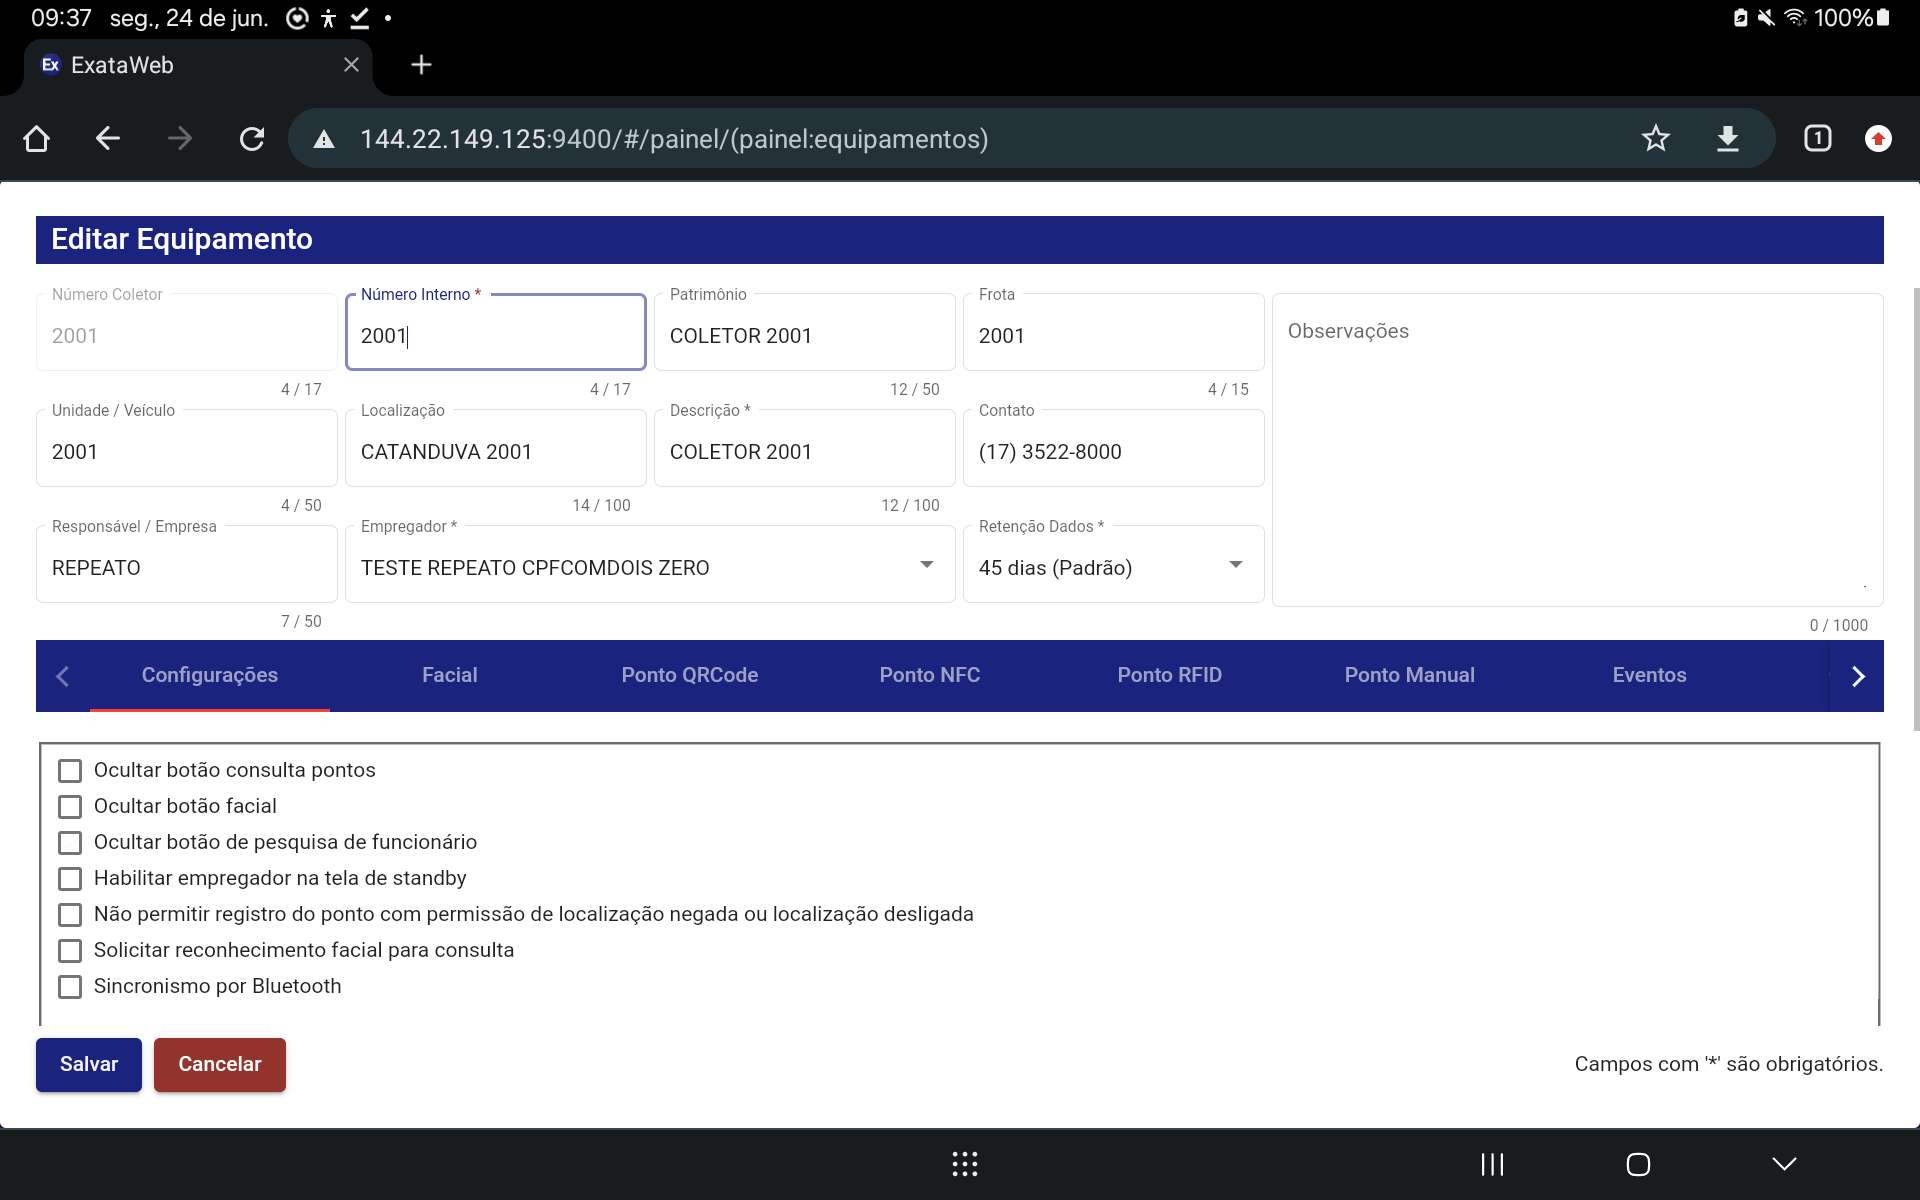 09:37 seg., 24 de jun. 100%
Ex ExataWeb
144.22.149.125:9400/#/painel/(painel:equipamentos) 1
Editar Equipamento
Número Coletor Número Interno * Patrimônio Frota
2001 2001 COLETOR 2001 2001 Observações
4 / 17 4 / 17 12 / 50 4 / 15
Unidade / Veículo Localização Descrição * Contato
2001 CATANDUVA 2001 COLETOR 2001 (17) 3522-8000
4 / 50 14 / 100 12 / 100
Responsável / Empresa Empregador * Retenção Dados *
REPEATO TESTE REPEATO CPFCOMDOIS ZERO 45 dias (Padrão)
7 / 50 0 / 1000
Configurações Facial Ponto QRCode Ponto NFC Ponto RFID Ponto Manual Eventos
Ocultar botão consulta pontos
Ocultar botão facial
Ocultar botão de pesquisa de funcionário
Habilitar empregador na tela de standby
Não permitir registro do ponto com permissão de localização negada ou localização desligada
Solicitar reconhecimento facial para consulta
Sincronismo por Bluetooth
Salvar Cancelar Campos com '*' são obrigatórios.